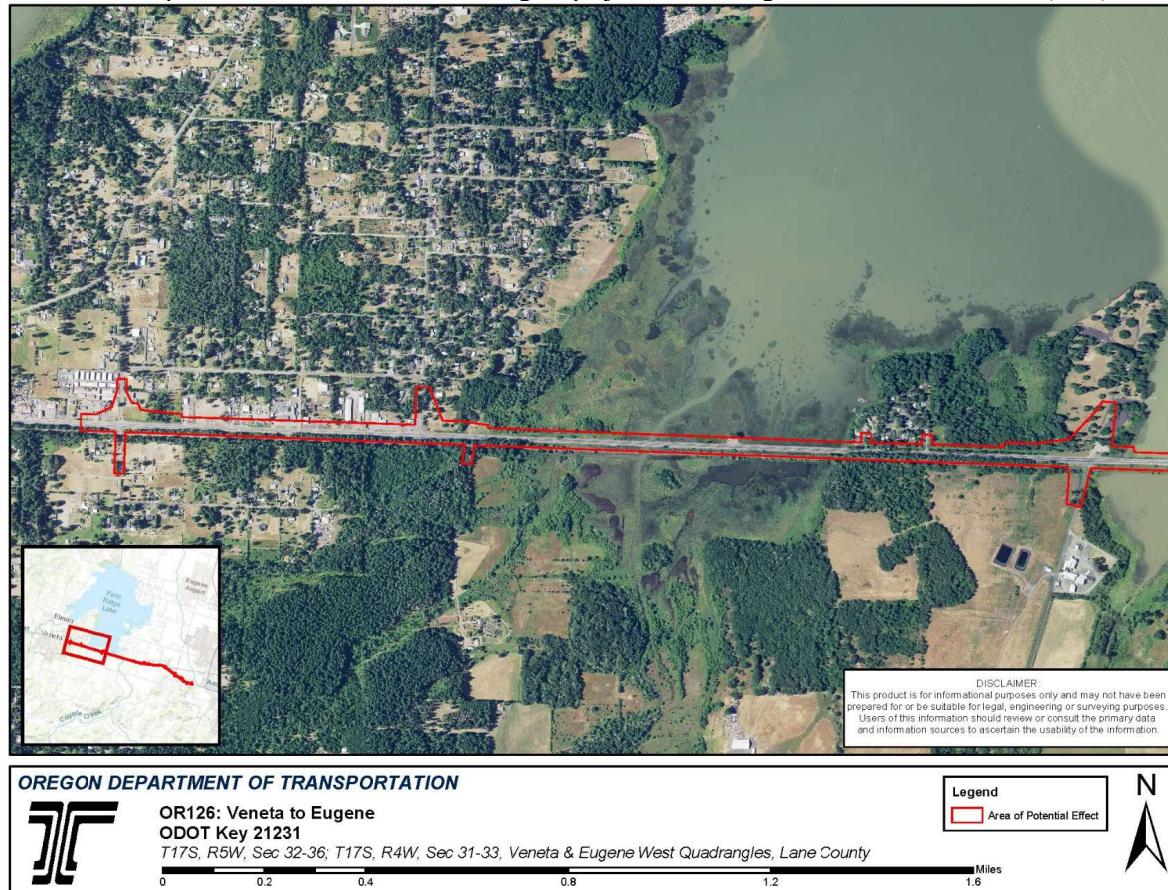 Fern
Ridge
Lake
Eugene
Airport
Elmira
Veneta
Coyote Creek
DISCLAIMER:
This product is for informational purposes only and may not have been
prepared for or be suitable for legal, engineering or surveying purposes.
Users of this information should review or consult the primary data
and information sources to ascertain the usability of the information.
OREGON DEPARTMENT OF TRANSPORTATION
OR126: Veneta to Eugene
ODOT Key 21231
T17S, R5W, Sec 32-36; T17S, R4W, Sec 31-33, Veneta & Eugene West Quadrangles, Lane County
Legend
Area of Potential Effect
N
Miles
0 0.2 0.4 0.8 1.2 1.6